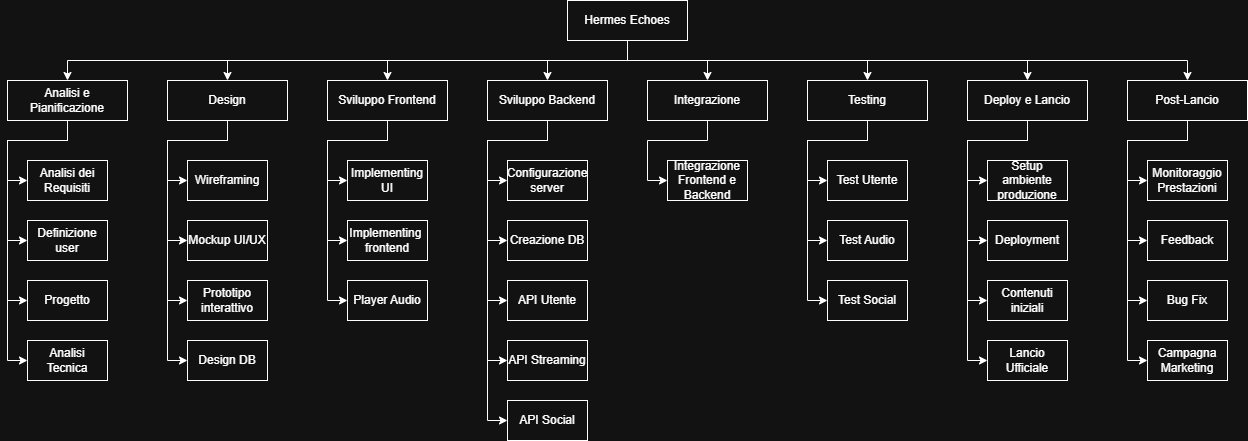 Hermes Echoes
Analisi e
Pianificazione
Design
Sviluppo Frontend
Sviluppo Backend
Integrazione
Testing
Deploy e Lancio
Post-Lancio
Analisi dei
Requisiti
Definizione
user
Progetto
Analisi
Tecnica
Wireframing
Mockup UI/UX
Prototipo
interattivo
Design DB
Implementing
UI
Implementing
frontend
Player Audio
Configurazione
server
Creazione DB
API Utente
API Streaming
API Social
Integrazione
Frontend e
Backend
Test Utente
Test Audio
Test Social
Setup
ambiente
produzione
Deployment
Contenuti
iniziali
Lancio
Ufficiale
Monitoraggio
Prestazioni
Feedback
Bug Fix
Campagna
Marketing